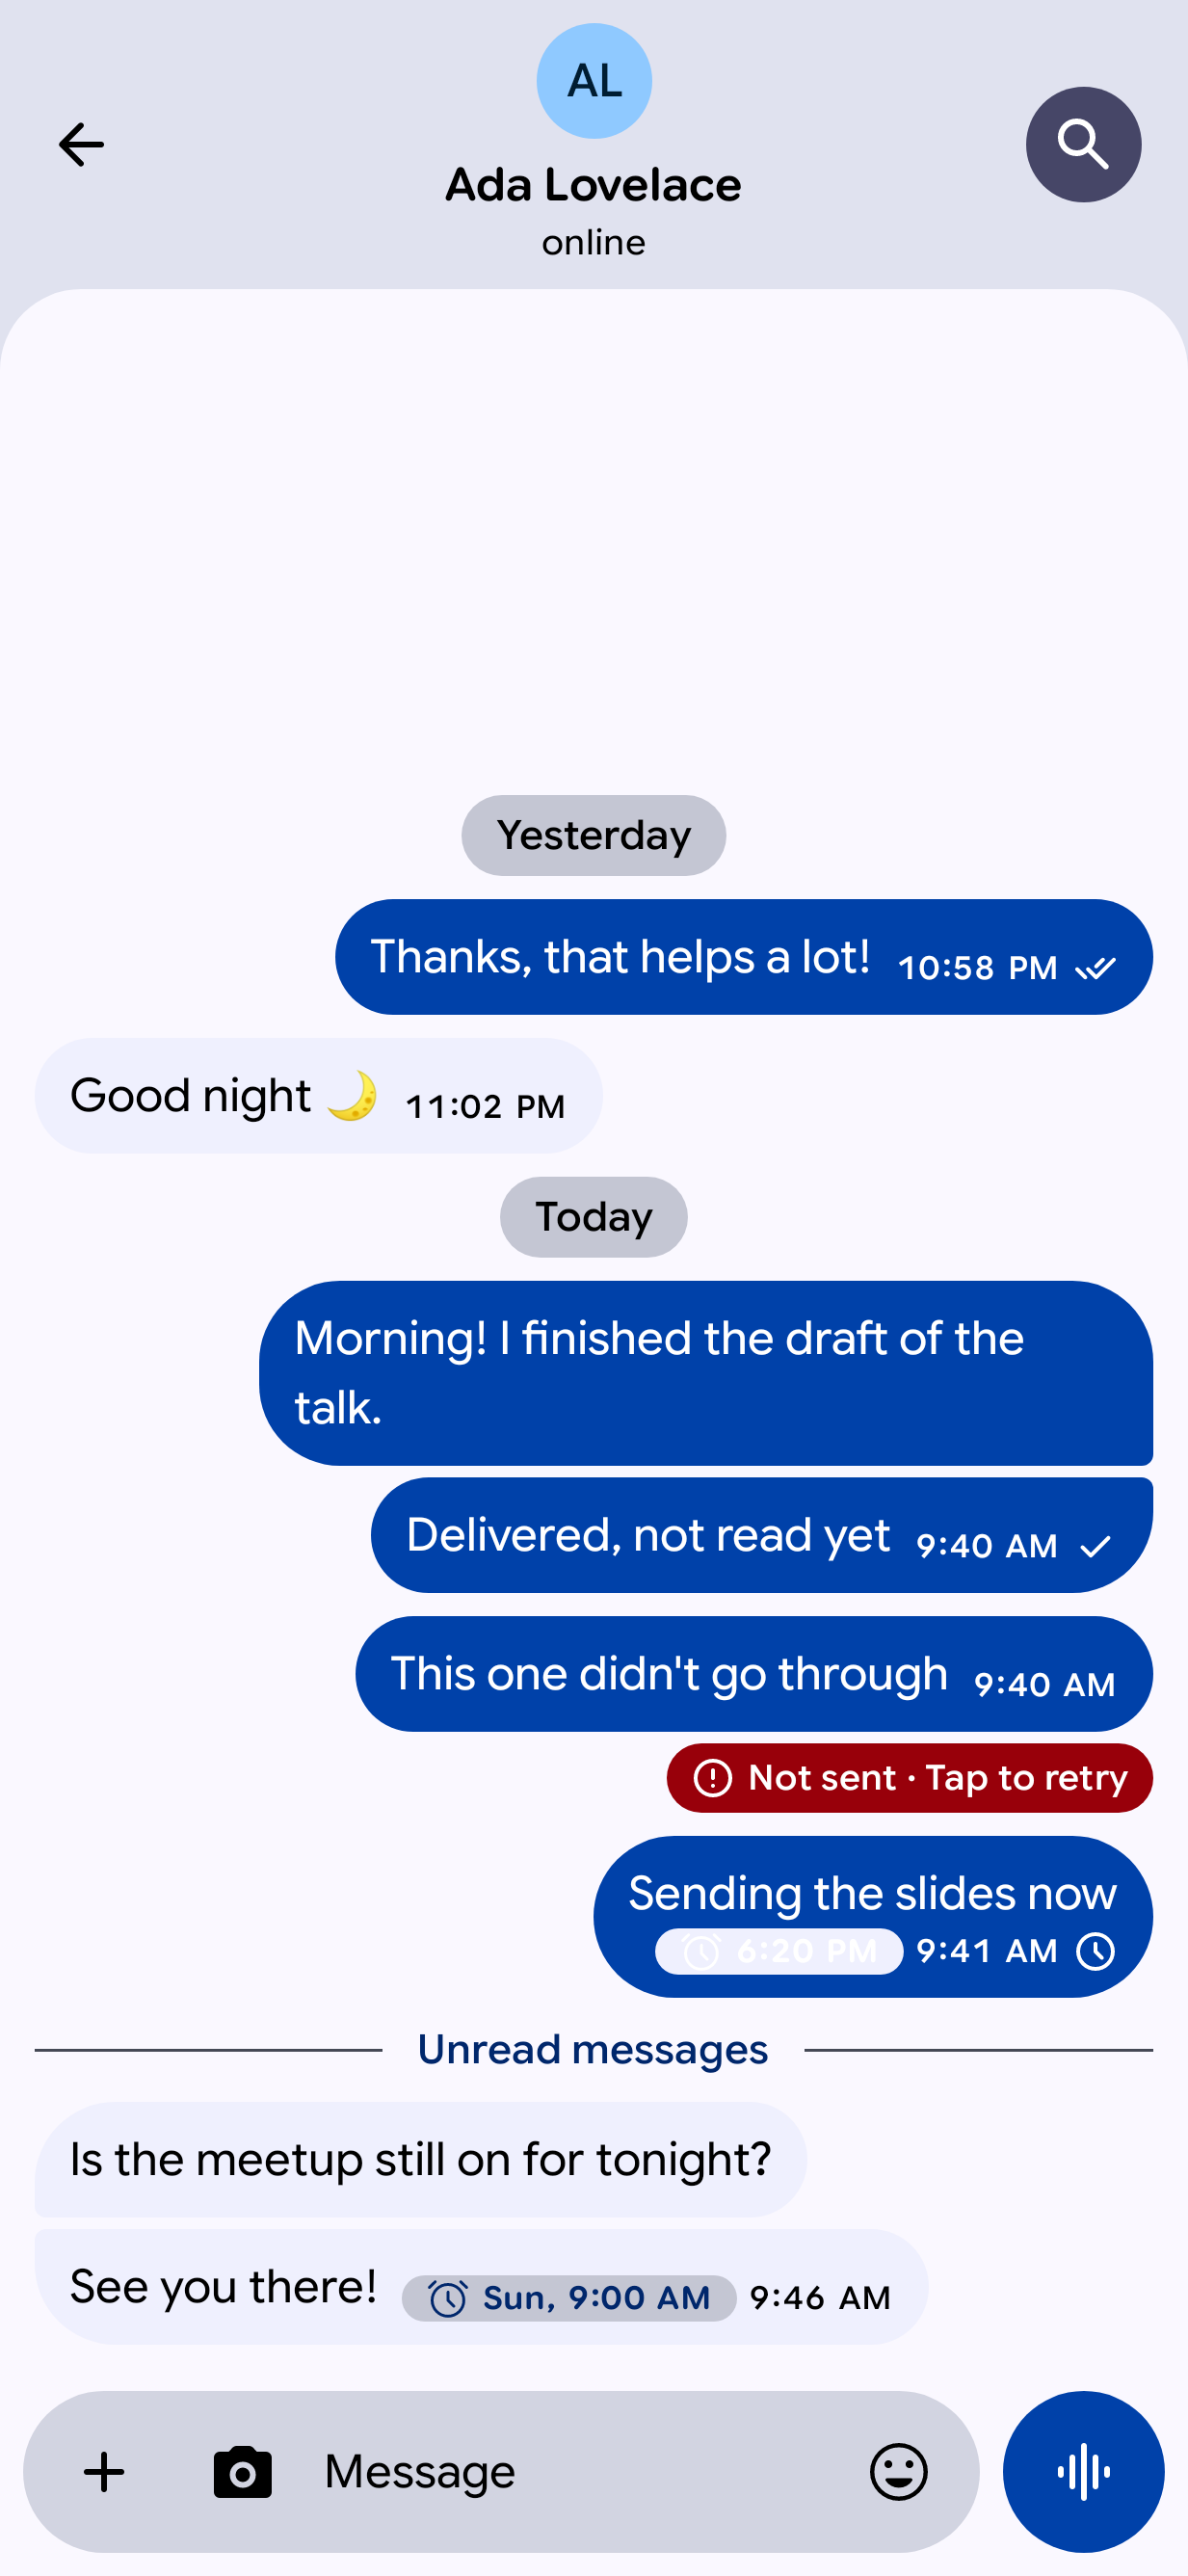 AL
Ada Lovelace
online
Yesterday
Thanks, that helps a lot! 10:58 PM
Good night 🌙 11:02 PM
Today
Morning! I finished the draft of the
talk.
Delivered, not read yet 9:40 AM
This one didn't go through 9:40 AM
Not sent · Tap to retry
Sending the slides now
6:20 PM 9:41 AM
Unread messages
Is the meetup still on for tonight?
See you there! Sun, 9:00 AM 9:46 AM
Message